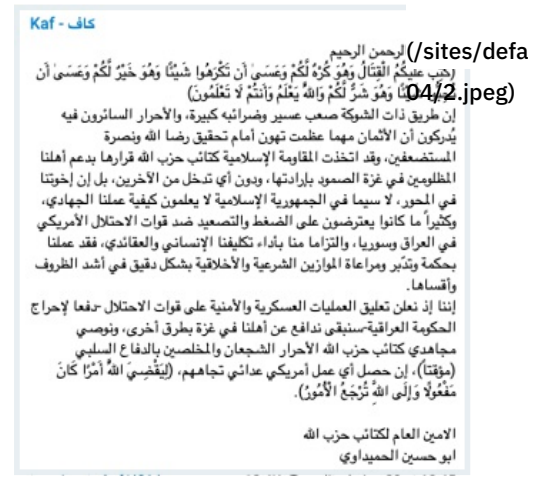 كاف - Kaf
الرحمن الرحيم
(/sites/defa
عليكُمُ الْقِتَالُ وَهُوَ كُرْهٌ لَّكُمْ وَعَسَىٰ أَن تَكْرَهُوا شَيْئًا وَهُوَ خَيْرٌ لَّكُمْ وَعَسَىٰ أَن
وَهُوَ شَرٌّ لَّكُمْ وَاللَّهُ يَعْلَمُ وَأَنتُمْ لَا تَعْلَمُونَ)
04/2.jpeg)
إن طريق ذات الشوكة صعب عسير وضرائبه كبيرة، والأحرار السائرون فيه
يُدركون أن الأثمان مهما عظمت تهون أمام تحقيق رضا الله ونصرة
المستضعفين، وقد اتخذت المقاومة الإسلامية كتائب حزب الله قرارها بدعم أهلنا
المظلومين في غزة الصمود بإرادتها، ودون أي تدخل من الآخرين، بل إن إخوتنا
في المحور، لا سيما في الجمهورية الإسلامية لا يعلمون كيفية عملنا الجهادي،
وكثيراً ما كانوا يعترضون على الضغط والتصعيد ضد قوات الاحتلال الأمريكي
في العراق وسوريا، والتزاما منا بأداء تكليفنا الإنساني والعقائدي، فقد عملنا
بحكمة وتدّبر ومراعاة الموازين الشرعية والأخلاقية بشكل دقيق في أشد الظروف
وأقساها.
إننا إذ نعلن تعليق العمليات العسكرية والأمنية على قوات الاحتلال -دفعا لإحراج
الحكومة العراقية-سنبقى ندافع عن أهلنا في غزة بطرق أخرى، ونوصي
مجاهدي كتائب حزب الله الأحرار الشجعان والمخلصين بالدفاع السلبي
(مؤقتاً)، إن حصل أي عمل أمريكي عدائي تجاههم، (لِيَقْضِيَ اللَّهُ أَمْرًا كَانَ
مَفْعُولًا وَإِلَى اللَّهِ تُرْجَعُ الْأُمُورُ).
الامين العام لكتائب حزب الله
ابو حسين الحميداوي